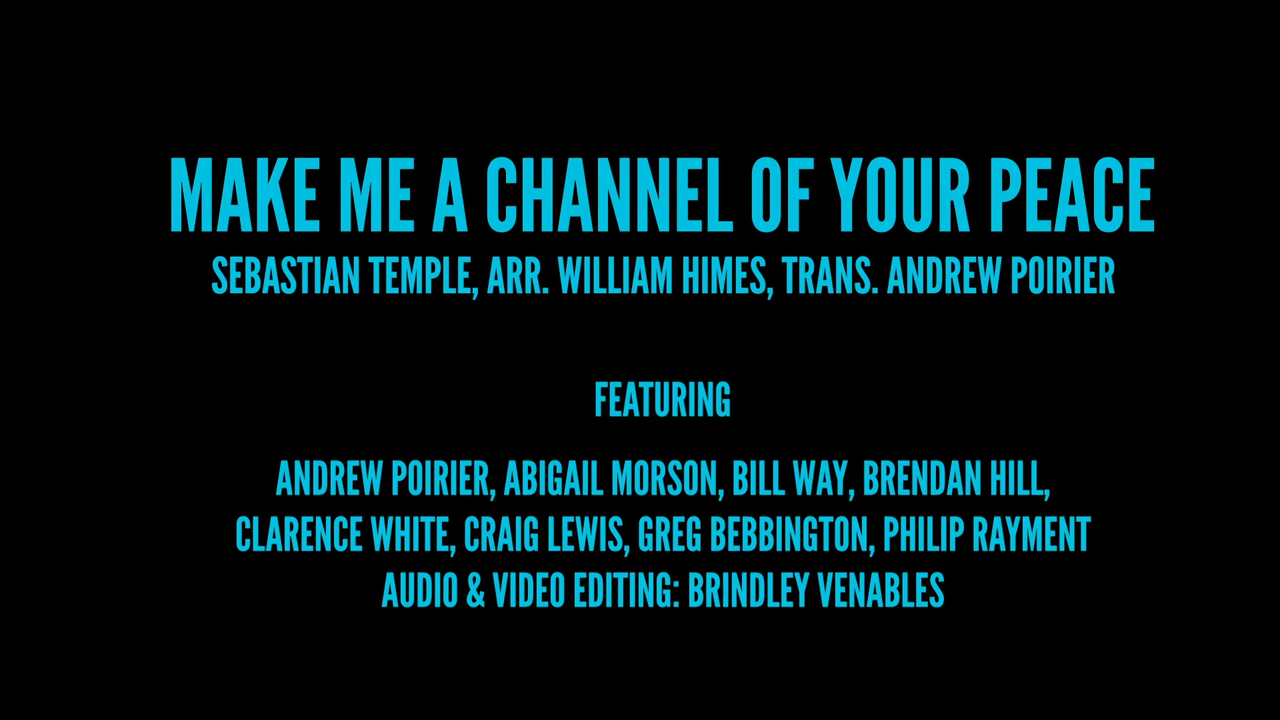 MAKE ME A CHANNEL OF YOUR PEACE
SEBASTIAN TEMPLE, ARR. WILLIAM HIMES, TRANS. ANDREW POIRIER
FEATURING
ANDREW POIRIER, ABIGAIL MORSON, BILL WAY, BRENDAN HILL,
CLARENCE WHITE, CRAIG LEWIS, GREG BEBBINGTON, PHILIP RAYMENT
AUDIO & VIDEO EDITING: BRINDLEY VENABLES